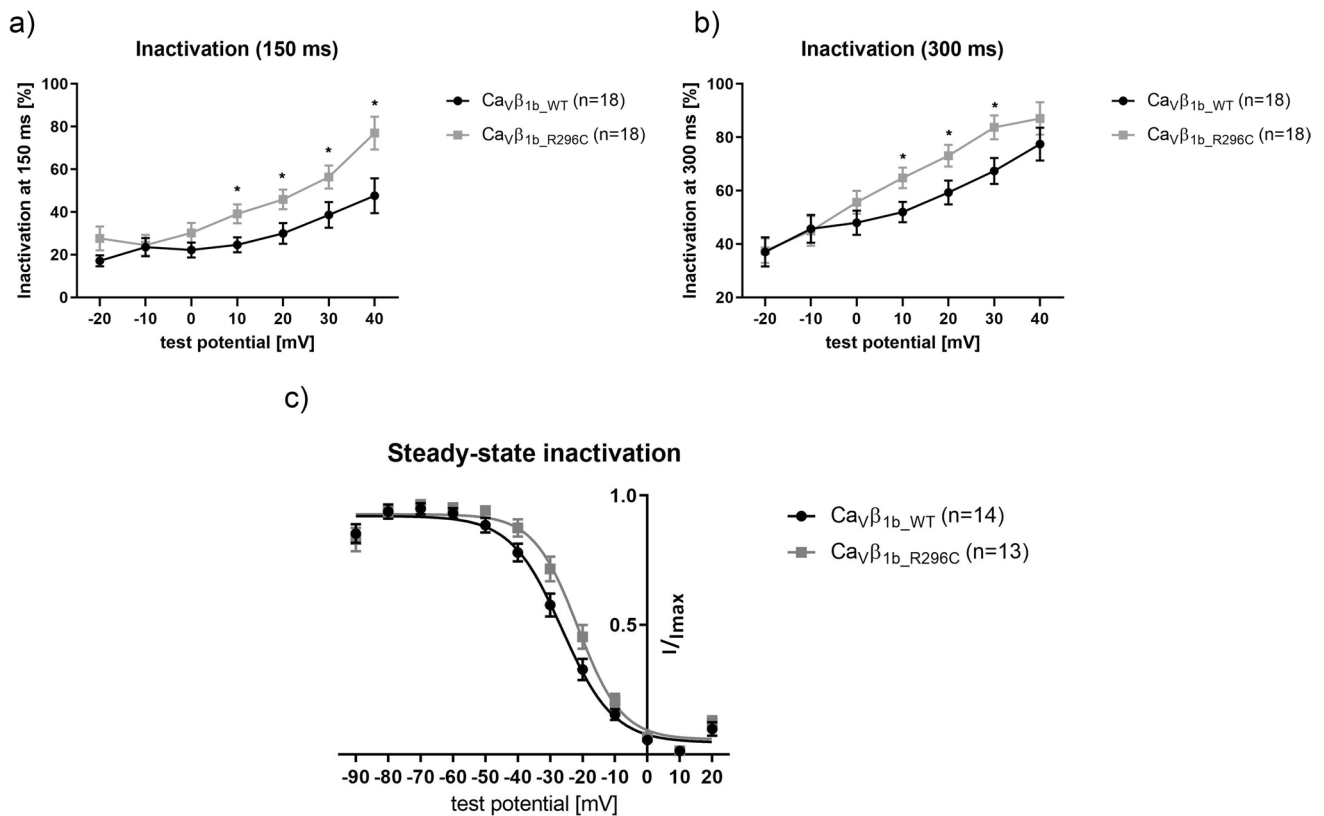 a)
Inactivation (150 ms)
Inactivation at 150 ms [%]
100
80
60
40
20
0
* * * *
-20 -10 0 10 20 30 40
test potential [mV]
CaVβ1b_WT (n=18)
CaVβ1b_R296C (n=18)
b)
Inactivation (300 ms)
Inactivation at 300 ms [%]
100
80
60
40
20
* * *
-20 -10 0 10 20 30 40
test potential [mV]
CaVβ1b_WT (n=18)
CaVβ1b_R296C (n=18)
c)
Steady-state inactivation
1.0
0.5
I/Imax
-90 -80 -70 -60 -50 -40 -30 -20 -10 0 10 20
test potential [mV]
CaVβ1b_WT (n=14)
CaVβ1b_R296C (n=13)